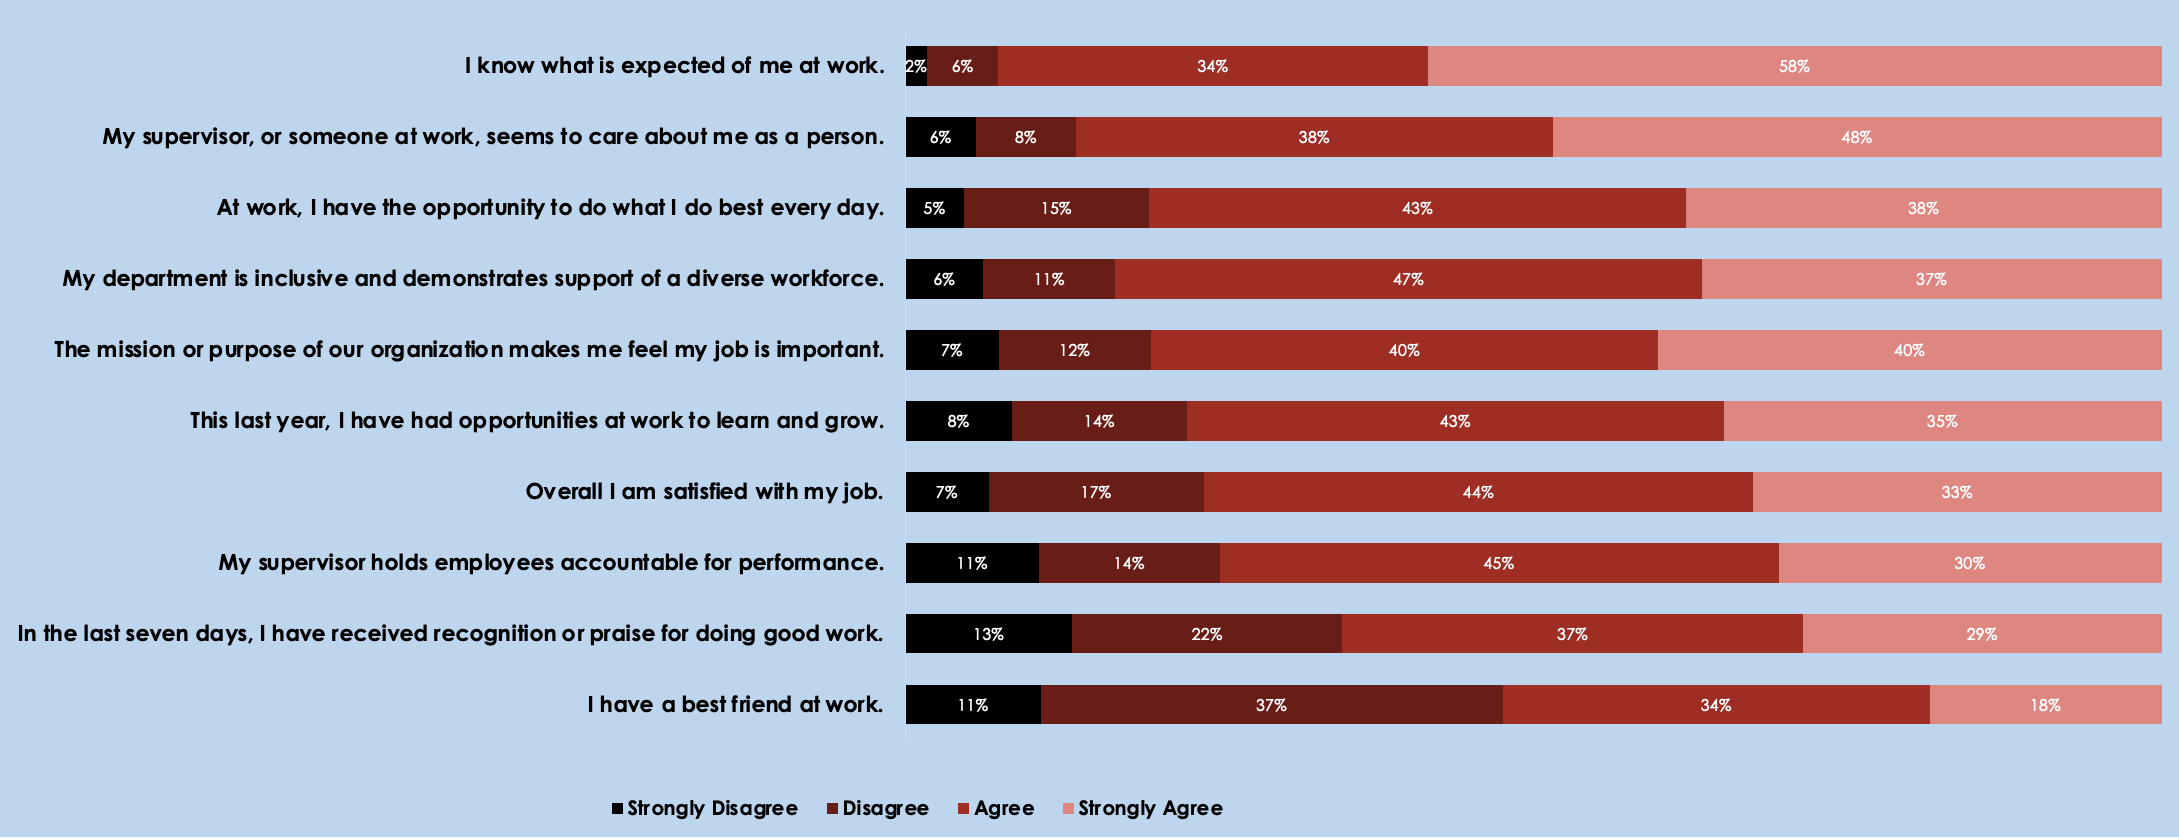 I know what is expected of me at work. 2% 6% 34% 58%
My supervisor, or someone at work, seems to care about me as a person. 6% 8% 38% 48%
At work, I have the opportunity to do what I do best every day. 5% 15% 43% 38%
My department is inclusive and demonstrates support of a diverse workforce. 6% 11% 47% 37%
The mission or purpose of our organization makes me feel my job is important. 7% 12% 40% 40%
This last year, I have had opportunities at work to learn and grow. 8% 14% 43% 35%
Overall I am satisfied with my job. 7% 17% 44% 33%
My supervisor holds employees accountable for performance. 11% 14% 45% 30%
In the last seven days, I have received recognition or praise for doing good work. 13% 22% 37% 29%
I have a best friend at work. 11% 37% 34% 18%
Strongly Disagree Disagree Agree Strongly Agree